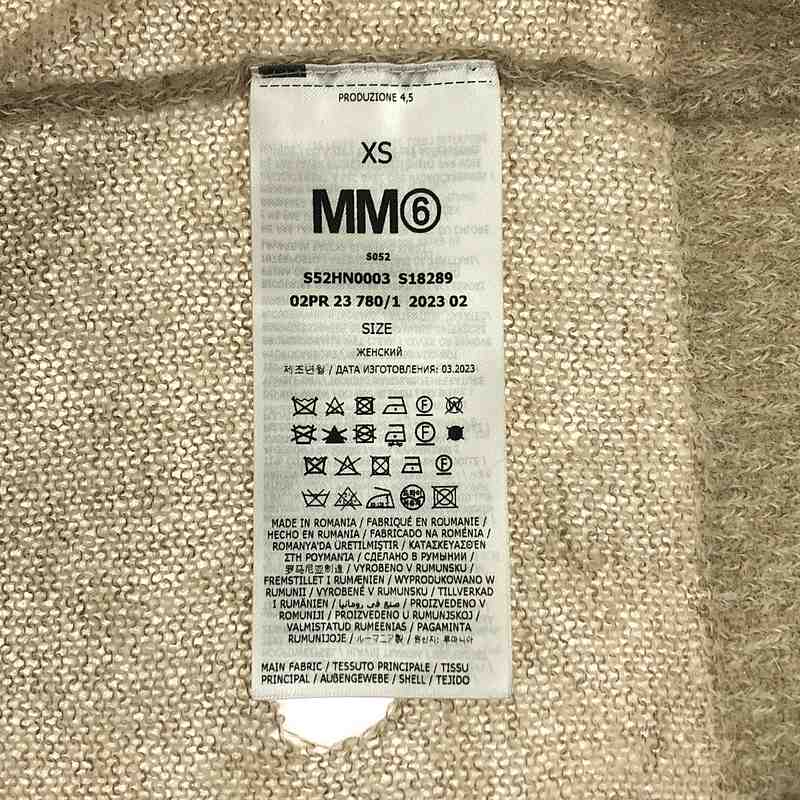 PRODUZIONE 4,5
XS
MM⑥
S052
S52HN0003 S18289
02PR 23 780/1 2023 02
SIZE
ЖЕНСКИЙ
제조년월 / ДАТА ИЗГОТОВЛЕНИЯ: 03.2023
MADE IN ROMANIA / FABRIQUÉ EN ROUMANIE /
HECHO EN RUMANÍA / FABRICADO NA ROMÉNIA /
ROMANYA'DA ÜRETILMIŞTIR / ΚΑΤΑΣΚΕΥΑΣΘΕΝ
ΣΤΗ ΡΟΥΜΑΝΙΑ / СДЕЛАНО В РУМЫНИИ /
罗马尼亚制造 / VYROBENO V RUMUNSKU /
FREMSTILLET I RUMÆNIEN / WYPRODUKOWANO W
RUMUNII / VYROBENÉ V RUMUNSKU / TILLVERKAD
I RUMÄNIEN / صنع في رومانيا / PROIZVEDENO V
ROMUNIJI / PROIZVEDENO U RUMUNJSKOJ /
VALMISTATUD RUMEENIAS / PAGAMINTA
RUMUNIJOJE / ルーマニア製 / 원산지: 루마니아
MAIN FABRIC / TESSUTO PRINCIPALE / TISSU
PRINCIPAL / AUßENGEWEBE / SHELL / TEJIDO